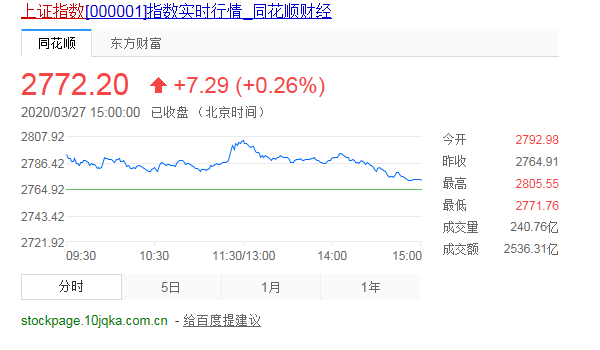 上证指数[000001]指数实时行情_同花顺财经
同花顺 东方财富
2772.20 +7.29 (+0.26%)
2020/03/27 15:00:00 已收盘 （北京时间）
2807.92
2786.42
2764.92
2743.42
2721.92
09:30 10:30 11:30/13:00 14:00 15:00
今开 2792.98
昨收 2764.91
最高 2805.55
最低 2771.76
成交量 240.76亿
成交额 2536.31亿
分时 5日 1月 1年
stockpage.10jqka.com.cn - 给百度提建议